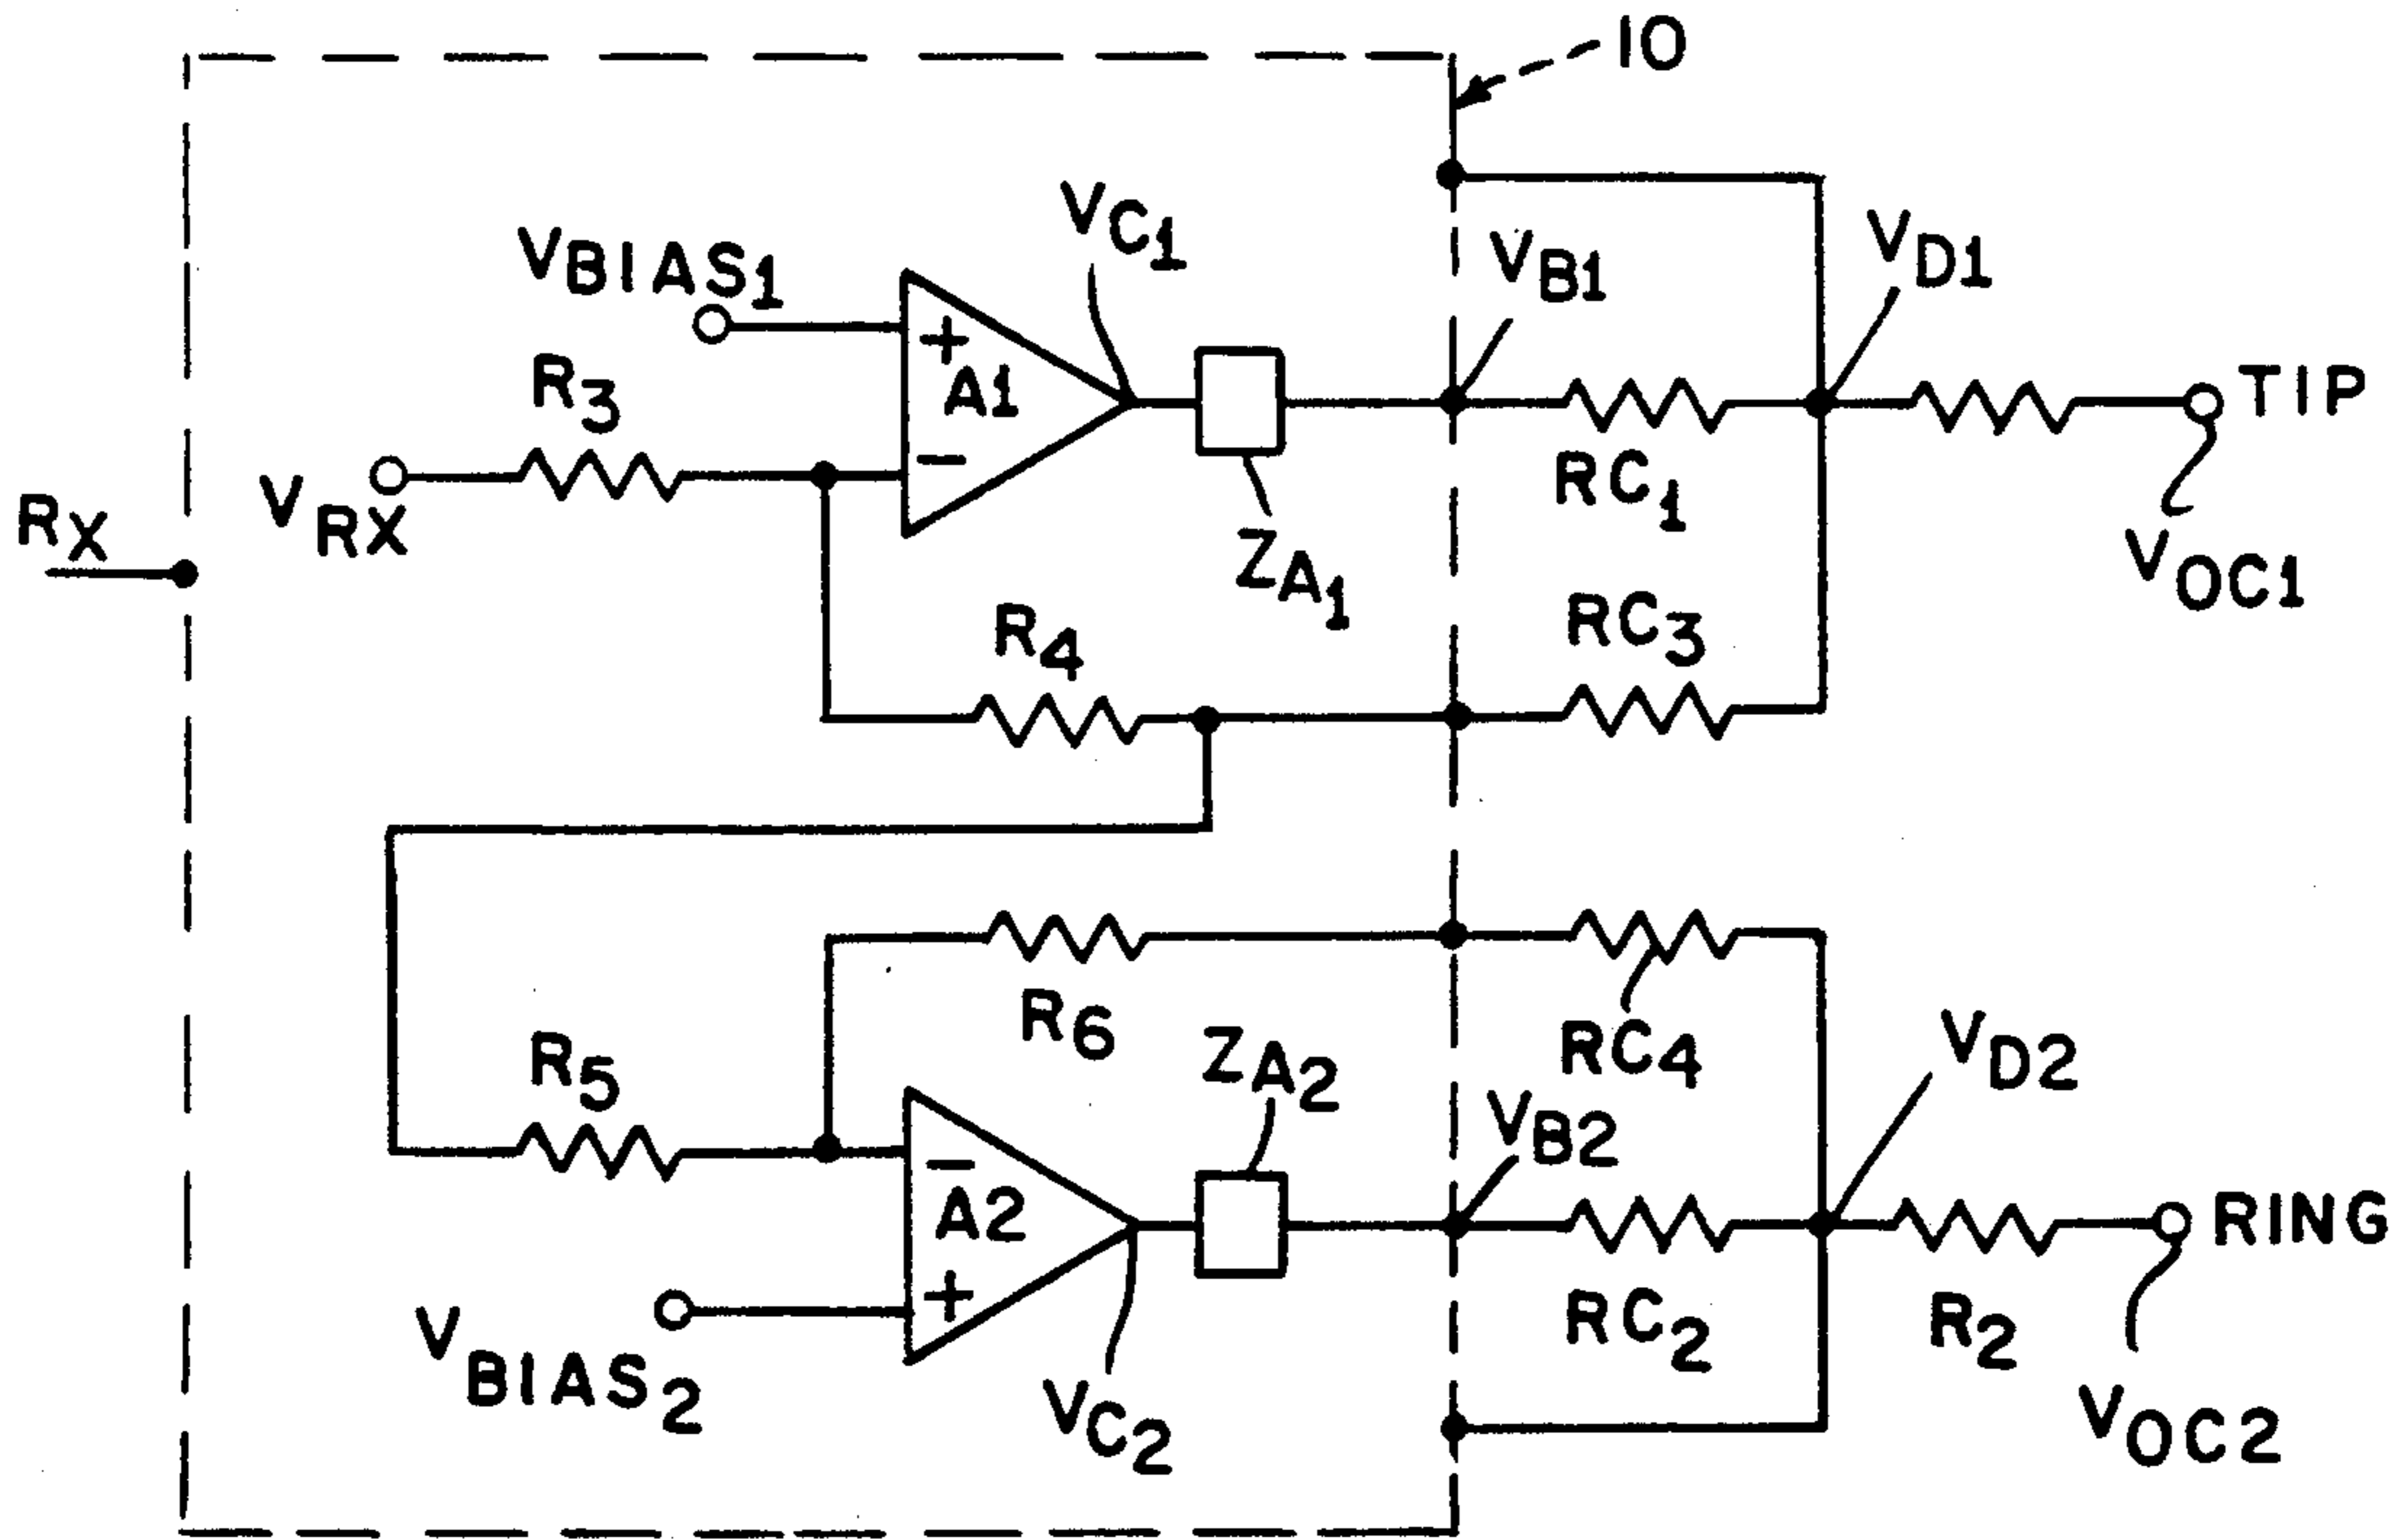 10
VC1
VBIAS1
VB1
VD1
+
A1
−
R3
TIP
RC1
VRX
RX
ZA1
VOC1
RC3
R4
R6
RC4
VD2
R5
ZA2
VB2
−
A2
+
RING
VBIAS2
RC2
R2
VC2
VOC2